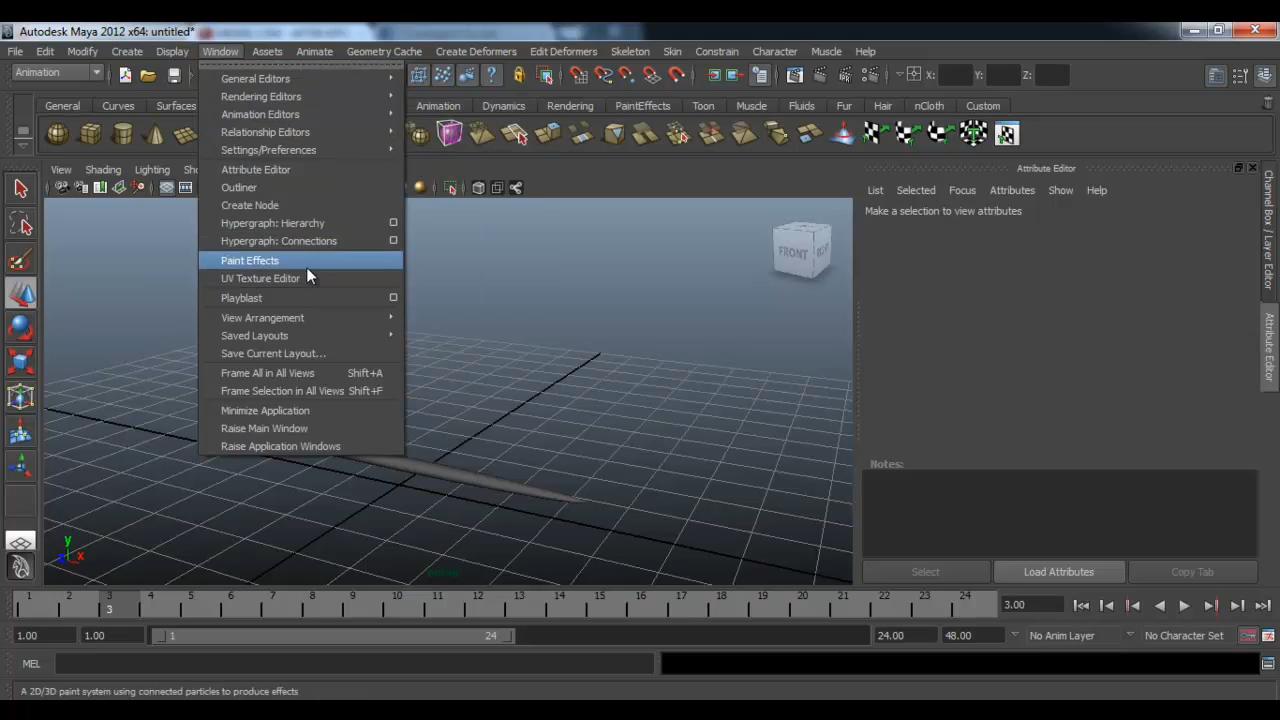 Autodesk Maya 2012 x64: untitled*
File Edit Modify Create Display Window Assets Animate Geometry Cache Create Deformers Edit Deformers Skeleton Skin Constrain Character Muscle Help
Animation X: Y: Z:
General Curves Surfaces Animation Dynamics Rendering PaintEffects Toon Muscle Fluids Fur Hair nCloth Custom
General Editors
Rendering Editors
Animation Editors
Relationship Editors
Settings/Preferences
Attribute Editor
Outliner
Create Node
Hypergraph: Hierarchy
Hypergraph: Connections
Paint Effects
UV Texture Editor
Playblast
View Arrangement
Saved Layouts
Save Current Layout...
Frame All in All Views Shift+A
Frame Selection in All Views Shift+F
Minimize Application
Raise Main Window
Raise Application Windows
View Shading Lighting
FRONT
y
x
z
persp
Attribute Editor
List Selected Focus Attributes Show Help
Make a selection to view attributes
Notes:
Select Load Attributes Copy Tab
Channel Box / Layer Editor
Attribute Editor
1 2 3 4 5 6 7 8 9 10 11 12 13 14 15 16 17 18 19 20 21 22 23 24
3
3.00
1.00 1.00 1 24 24.00 48.00 No Anim Layer No Character Set
MEL
A 2D/3D paint system using connected particles to produce effects